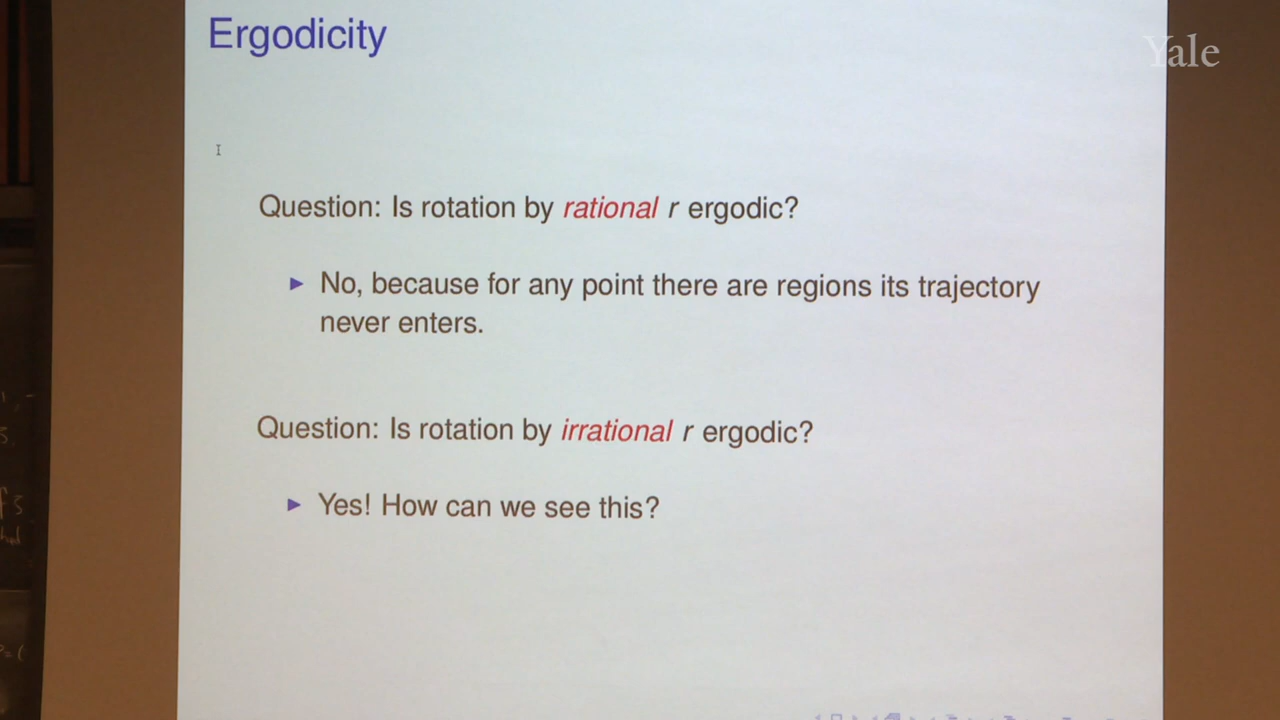 Ergodicity
Yale
Question: Is rotation by rational r ergodic?
► No, because for any point there are regions its trajectory
never enters.
Question: Is rotation by irrational r ergodic?
► Yes! How can we see this?